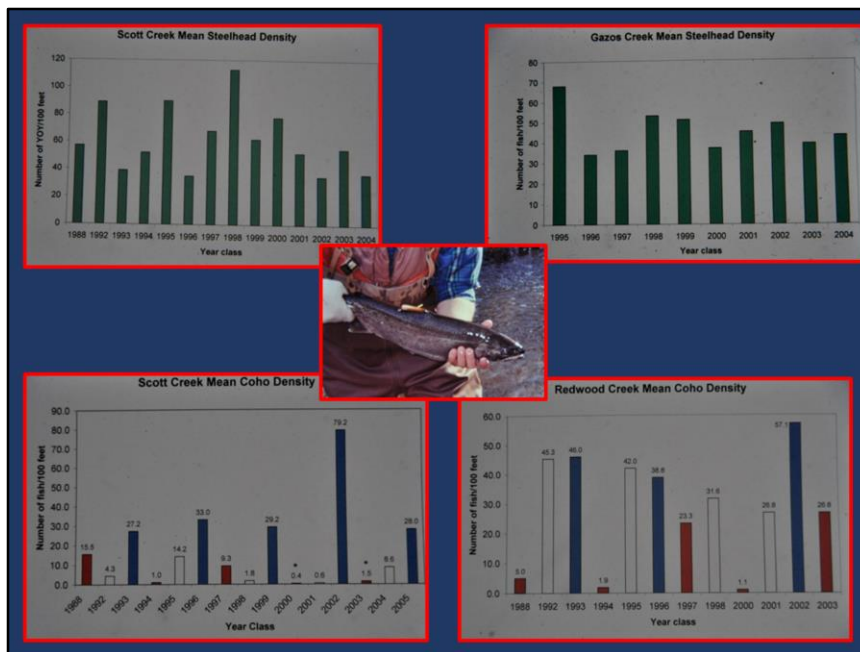 Scott Creek Mean Steelhead Density
Number of YOY/100 feet
120
100
80
60
40
20
0
1988 1992 1993 1994 1995 1996 1997 1998 1999 2000 2001 2002 2003 2004
Year class
Gazos Creek Mean Steelhead Density
Number of fish/100 feet
80
70
60
50
40
30
20
10
0
1995 1996 1997 1998 1999 2000 2001 2002 2003 2004
Year class
Scott Creek Mean Coho Density
Number of fish/100 feet
90.0
80.0
70.0
60.0
50.0
40.0
30.0
20.0
10.0
0.0
4.3 27.2 1.0 14.2 33.0 9.3 1.8 29.2 * 0.4 0.6 79.2 * 1.5 28.0
1988 1992 1993 1994 1995 1996 1997 1998 1999 2000 2001 2002 2003 2004 2005
Year Class
Redwood Creek Mean Coho Density
Number of fish/100 feet
60.0
50.0
40.0
30.0
20.0
10.0
0.0
5.0 45.3 46.0 1.9 42.0 38.8 23.3 31.8 1.1 26.8 57.1 26.8
1988 1992 1993 1994 1995 1996 1997 1998 2000 2001 2002 2003
Year class